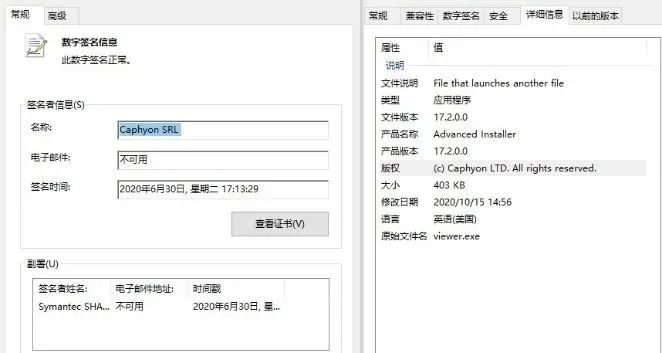 常规
高级
数字签名信息
此数字签名正常。
签名者信息(S)
名称:
Caphyon SRL
电子邮件:
不可用
签名时间:
2020年6月30日, 星期二 17:13:29
查看证书(V)
副署(U)
签名者姓名:
电子邮件地址:
时间戳
Symantec SHA...
不可用
2020年6月30日, 星...
常规
兼容性
数字签名
安全
详细信息
以前的版本
属性
值
说明
文件说明
File that launches another file
类型
应用程序
文件版本
17.2.0.0
产品名称
Advanced Installer
产品版本
17.2.0.0
版权
(c) Caphyon LTD. All rights reserved.
大小
403 KB
修改日期
2020/10/15 14:56
语言
英语(美国)
原始文件名
viewer.exe